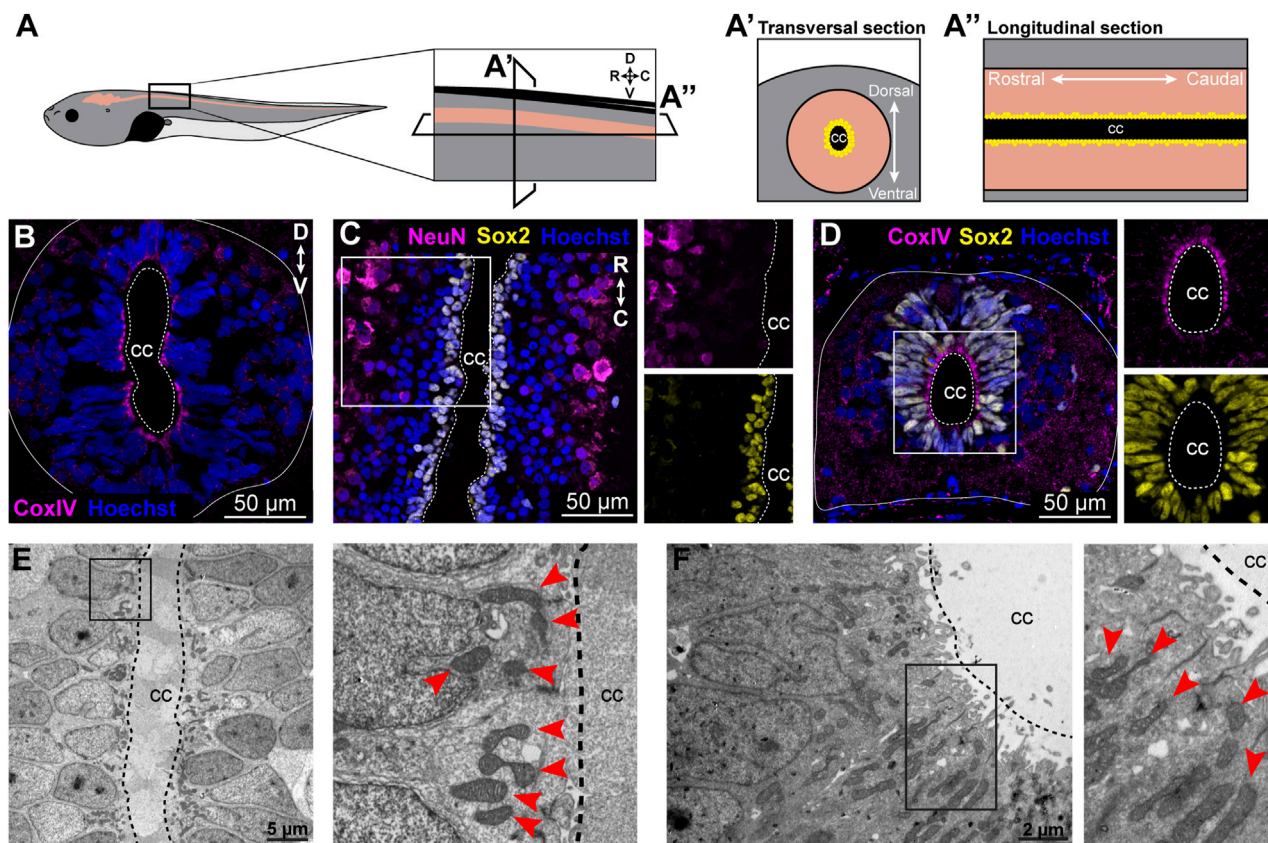 A
A'
A''
D
R C
V
A' Transversal section
Dorsal
CC
Ventral
A'' Longitudinal section
Rostral Caudal
CC
B
D
V
CC
CoxIV Hoechst
50 µm
C
NeuN Sox2 Hoechst
R
C
CC
50 µm
CC
CC
D
CoxIV Sox2 Hoechst
CC
50 µm
CC
CC
E
CC
5 µm
CC
F
CC
2 µm
CC